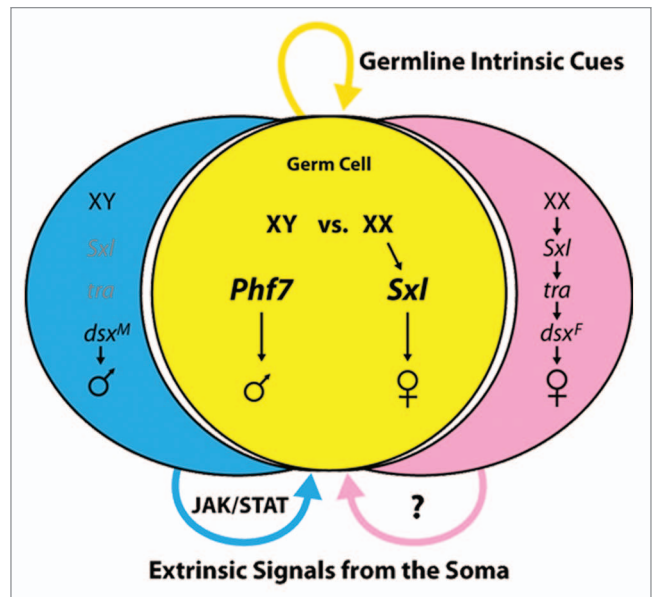 Germline Intrinsic Cues
Germ Cell
XY vs. XX
Phf7
Sxl
♂
♀
XY
Sxl
tra
dsxM
♂
XX
Sxl
tra
dsxF
♀
JAK/STAT
?
Extrinsic Signals from the Soma